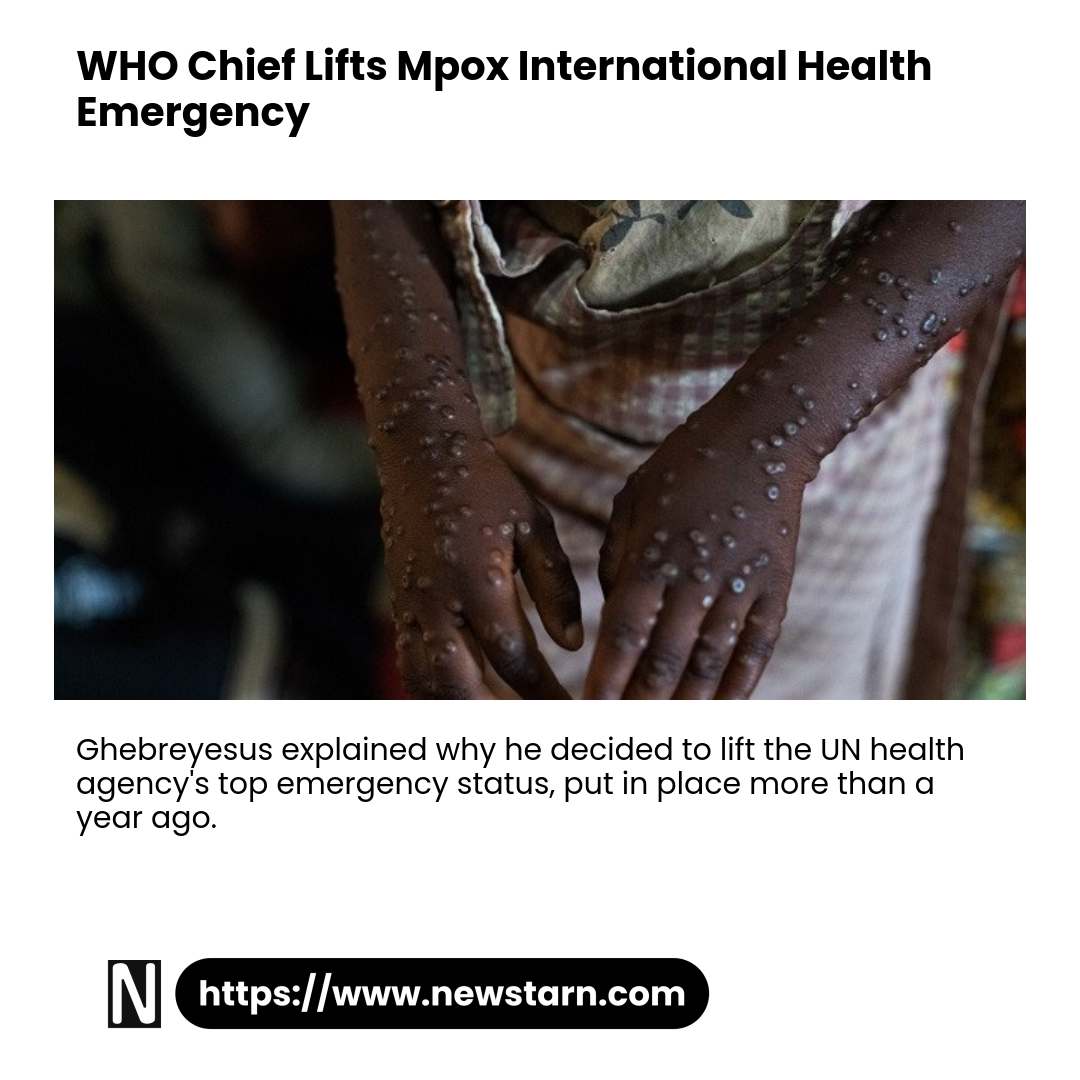 WHO Chief Lifts Mpox International Health
Emergency
Ghebreyesus explained why he decided to lift the UN health
agency's top emergency status, put in place more than a
year ago.
N
https://www.newstarn.com